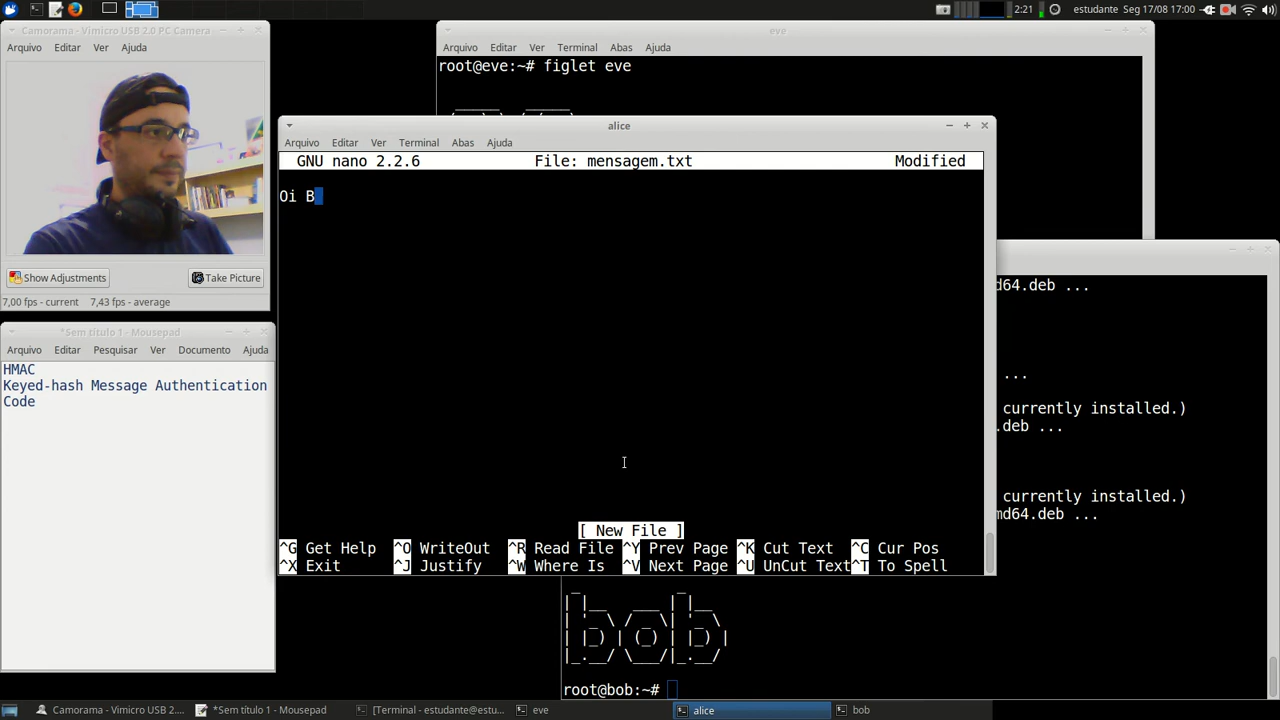 2:21 estudante Seg 17/08 17:00
Camorama - Vimicro USB 2.0 PC Camera
Arquivo Editar Ver Ajuda
Show Adjustments Take Picture
7,00 fps - current 7,43 fps - average
*Sem título 1 - Mousepad
Arquivo Editar Pesquisar Ver Documento Ajuda
HMAC
Keyed-hash Message Authentication
Code
eve
Arquivo Editar Ver Terminal Abas Ajuda
root@eve:~# figlet eve
alice
Arquivo Editar Ver Terminal Abas Ajuda
GNU nano 2.2.6 File: mensagem.txt Modified
Oi B
[ New File ]
^G Get Help ^O WriteOut ^R Read File ^Y Prev Page ^K Cut Text ^C Cur Pos
^X Exit ^J Justify ^W Where Is ^V Next Page ^U UnCut Text ^T To Spell
d64.deb ...
...
currently installed.)
.deb ...
currently installed.)
md64.deb ...
bob
root@bob:~#
Camorama - Vimicro USB 2.... *Sem título 1 - Mousepad [Terminal - estudante@estu... eve alice bob